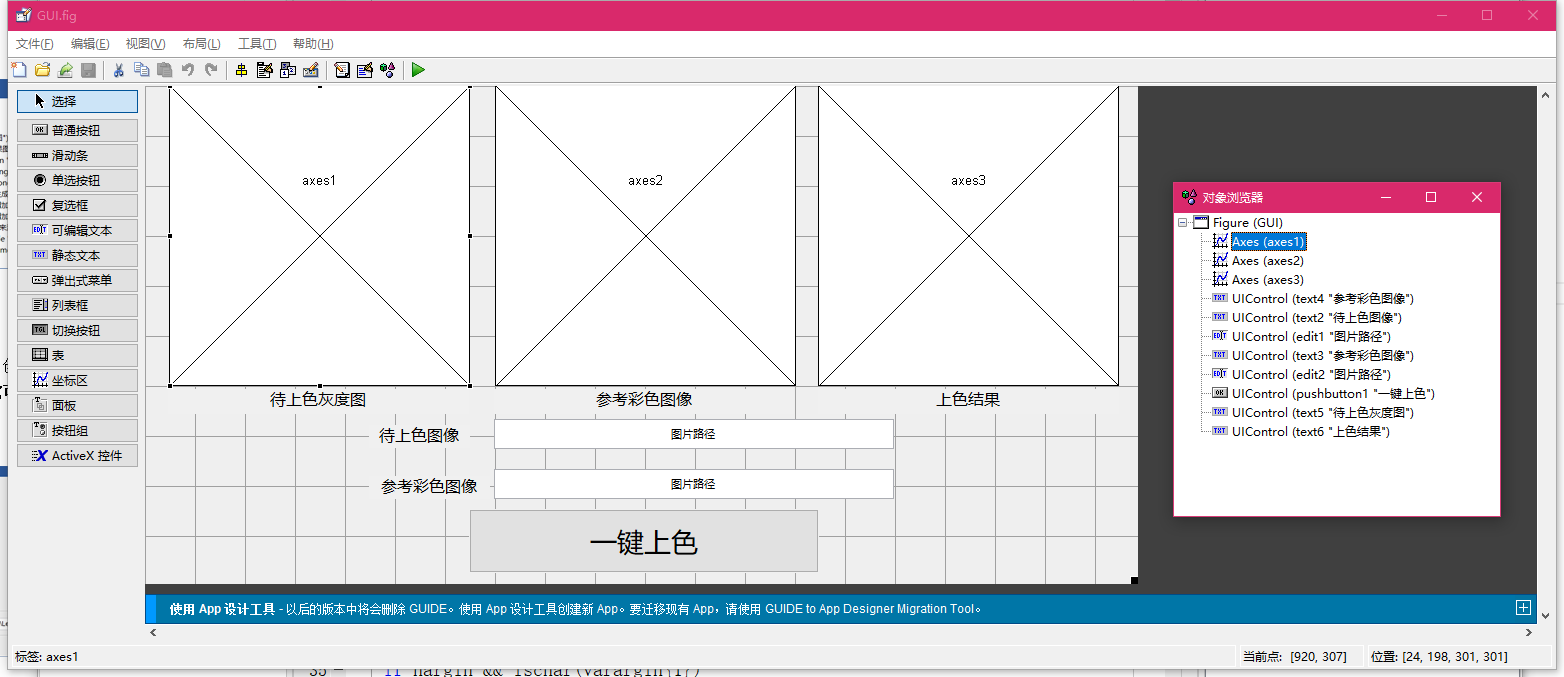 GUI.fig
文件(F) 编辑(E) 视图(V) 布局(L) 工具(T) 帮助(H)
选择
普通按钮
滑动条
单选按钮
复选框
可编辑文本
静态文本
弹出式菜单
列表框
切换按钮
表
坐标区
面板
按钮组
ActiveX 控件
axes1 axes2 axes3
待上色灰度图 参考彩色图像 上色结果
待上色图像 图片路径
参考彩色图像 图片路径
一键上色
对象浏览器
Figure (GUI)
Axes (axes1)
Axes (axes2)
Axes (axes3)
UIControl (text4 "参考彩色图像")
UIControl (text2 "待上色图像")
UIControl (edit1 "图片路径")
UIControl (text3 "参考彩色图像")
UIControl (edit2 "图片路径")
UIControl (pushbutton1 "一键上色")
UIControl (text5 "待上色灰度图")
UIControl (text6 "上色结果")
使用 App 设计工具 - 以后的版本中将会删除 GUIDE。使用 App 设计工具创建新 App。要迁移现有 App，请使用 GUIDE to App Designer Migration Tool。
标签: axes1 当前点: [920, 307] 位置: [24, 198, 301, 301]